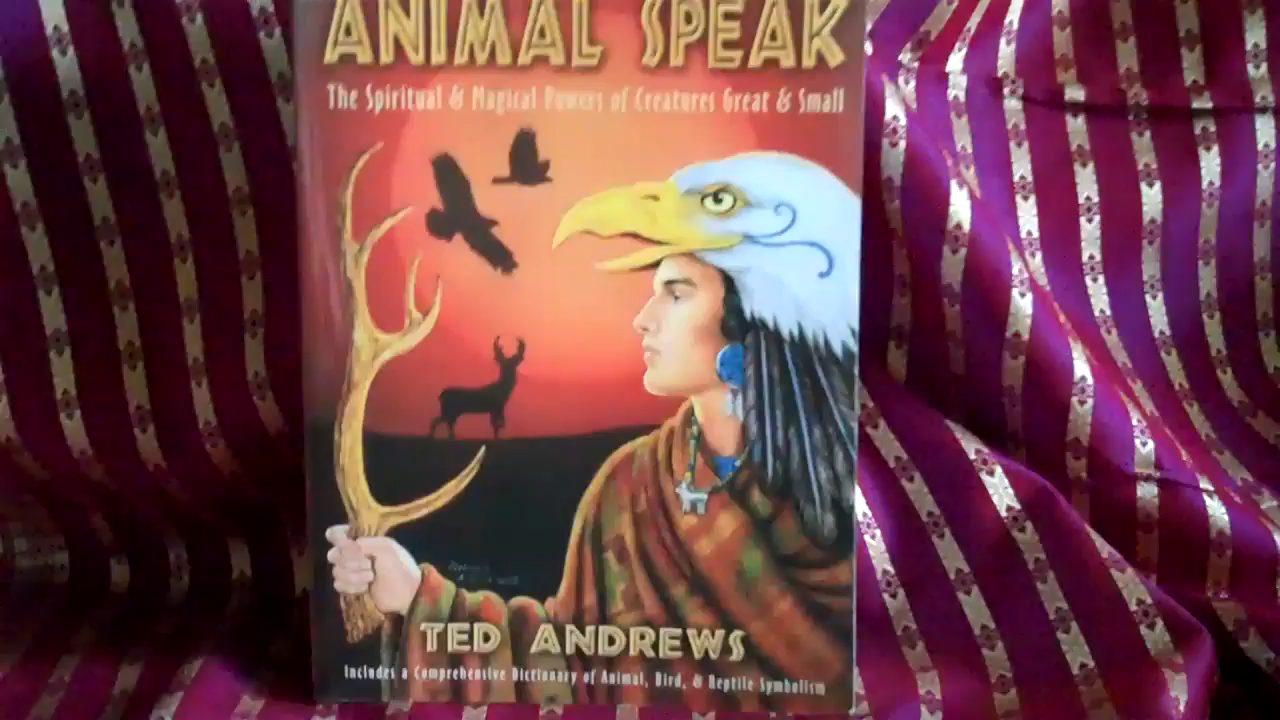 ANIMAL SPEAK
The Spiritual & Magical Powers of Creatures Great & Small
TED ANDREWS
Includes a Comprehensive Dictionary of Animal, Bird, & Reptile Symbolism